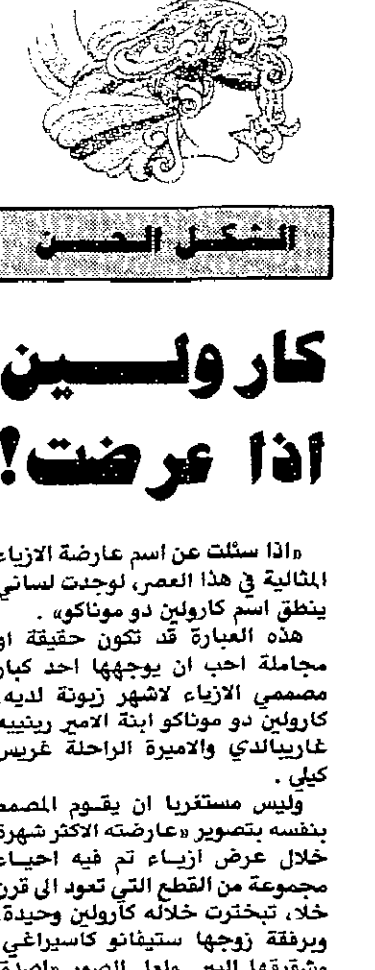 الشكل الحسن
كارولـــين
اذا عرضت!
«اذا سئلت عن اسم عارضة الازياء
المثالية في هذا العصر، لوجدت لساني
ينطق اسم كارولين دو موناكو» .
هذه العبارة قد تكون حقيقة او
مجاملة احب ان يوجهها احد كبار
مصممي الازياء لاشهر زبونة لديه،
كارولين دو موناكو ابنة الامير رينييه
غاريبالدي والاميرة الراحلة غريس
كيلي .
وليس مستغربا ان يقوم المصمم
بنفسه بتصوير «عارضته الاكثر شهرة
خلال عرض ازياء تم فيه احياء
مجموعة من القطع التي تعود الى قرن
خلا، تبخترت خلاله كارولين وحيدة،
وبرفقة زوجها ستيفانو كاسيراغي،